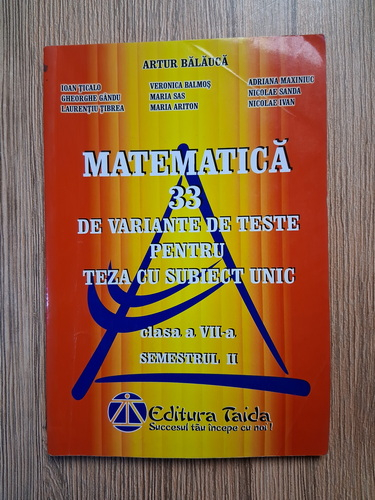 ARTUR BĂLĂUCĂ
IOAN ȚICALO
GHEORGHE GANDU
LAURENȚIU ȚIBREA
VERONICA BALMOȘ
MARIA SAS
MARIA ARITON
ADRIANA MAXINIUC
NICOLAE SANDA
NICOLAE IVAN
MATEMATICĂ
33
DE VARIANTE DE TESTE
PENTRU
TEZA CU SUBIECT UNIC
clasa a VII-a
SEMESTRUL II
Editura Taida
Succesul tău începe cu noi!